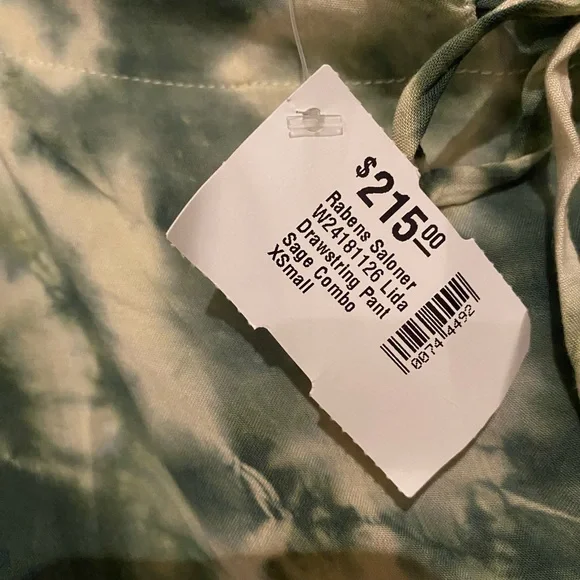 $215.00
Rabens Saloner
W24181126 Lida
Drawstring Pant
Sage Combo
XSmall
00744492